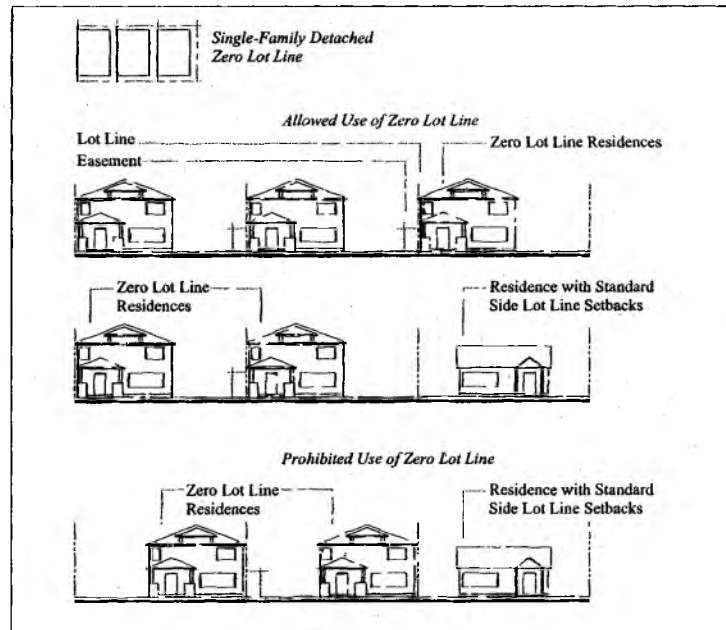 Single-Family Detached
Zero Lot Line
Allowed Use of Zero Lot Line
Lot Line
Zero Lot Line Residences
Easement
Zero Lot Line
Residences
Residence with Standard
Side Lot Line Setbacks
Prohibited Use of Zero Lot Line
Zero Lot Line
Residences
Residence with Standard
Side Lot Line Setbacks